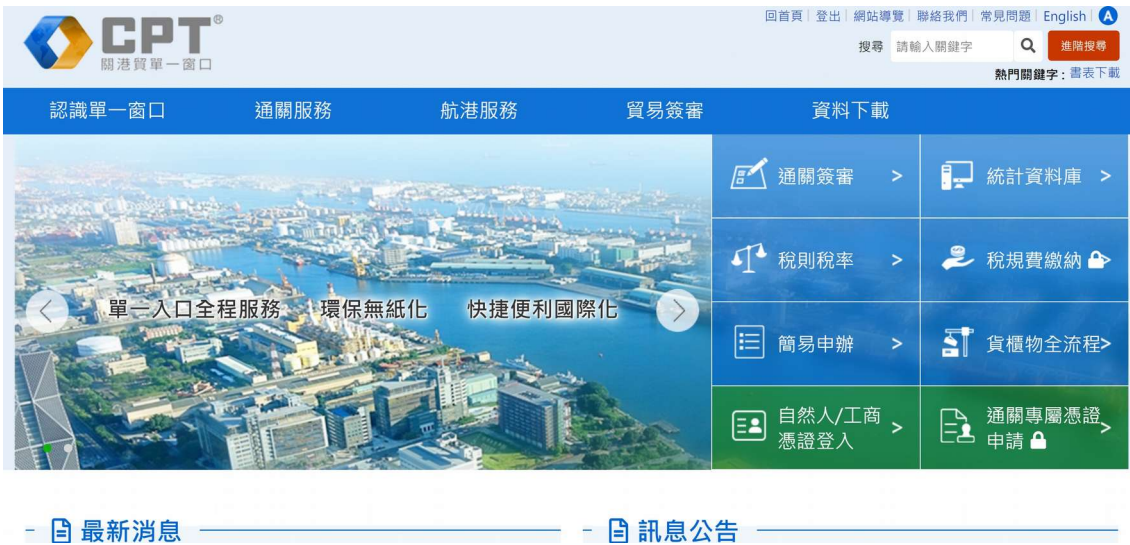 回首頁 | 登出 | 網站導覽 | 聯絡我們 | 常見問題 | English | A
CPT®
關港貿單一窗口
搜尋 請輸入關鍵字 進階搜尋
熱門關鍵字 : 書表下載
認識單一窗口 通關服務 航港服務 貿易簽審 資料下載
單一入口全程服務 環保無紙化 快捷便利國際化
通關簽審 >
統計資料庫 >
稅則稅率 >
稅規費繳納 >
簡易申辦 >
貨櫃物全流程>
自然人/工商
憑證登入 >
通關專屬憑證
申請 >
最新消息
訊息公告